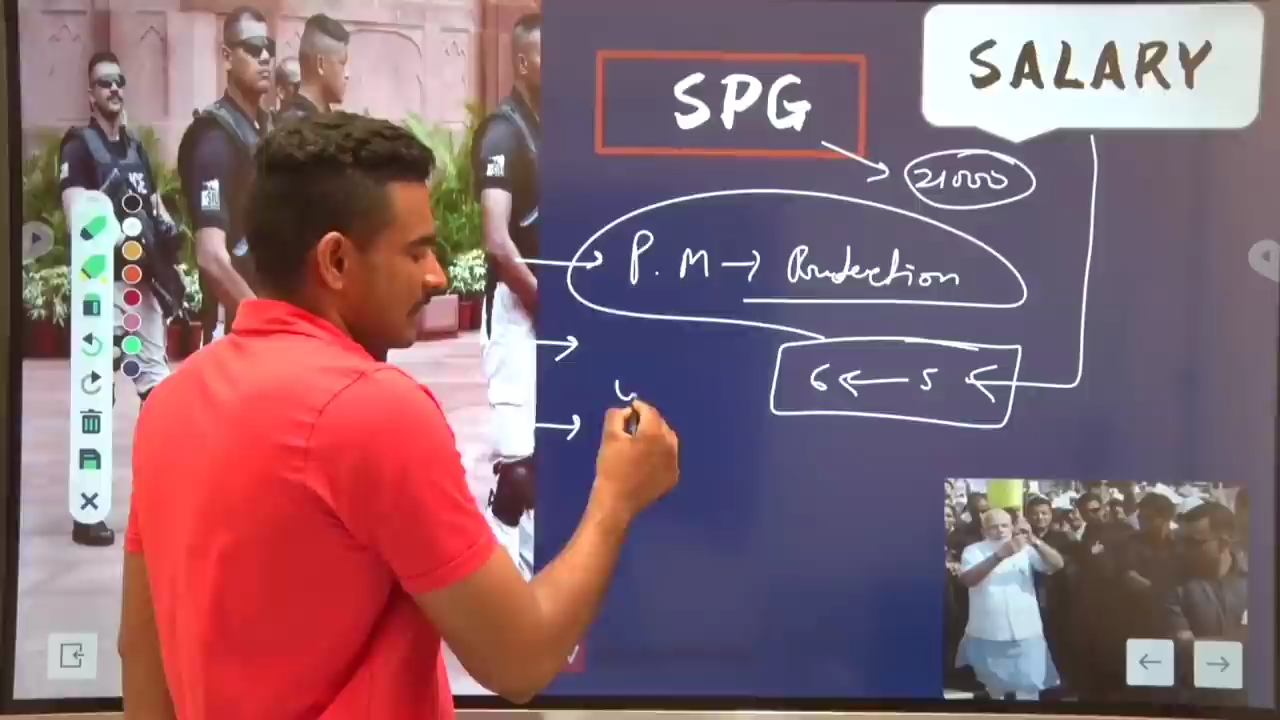 SALARY
SPG
21000
P.M → Protection
6 ← 5 ←